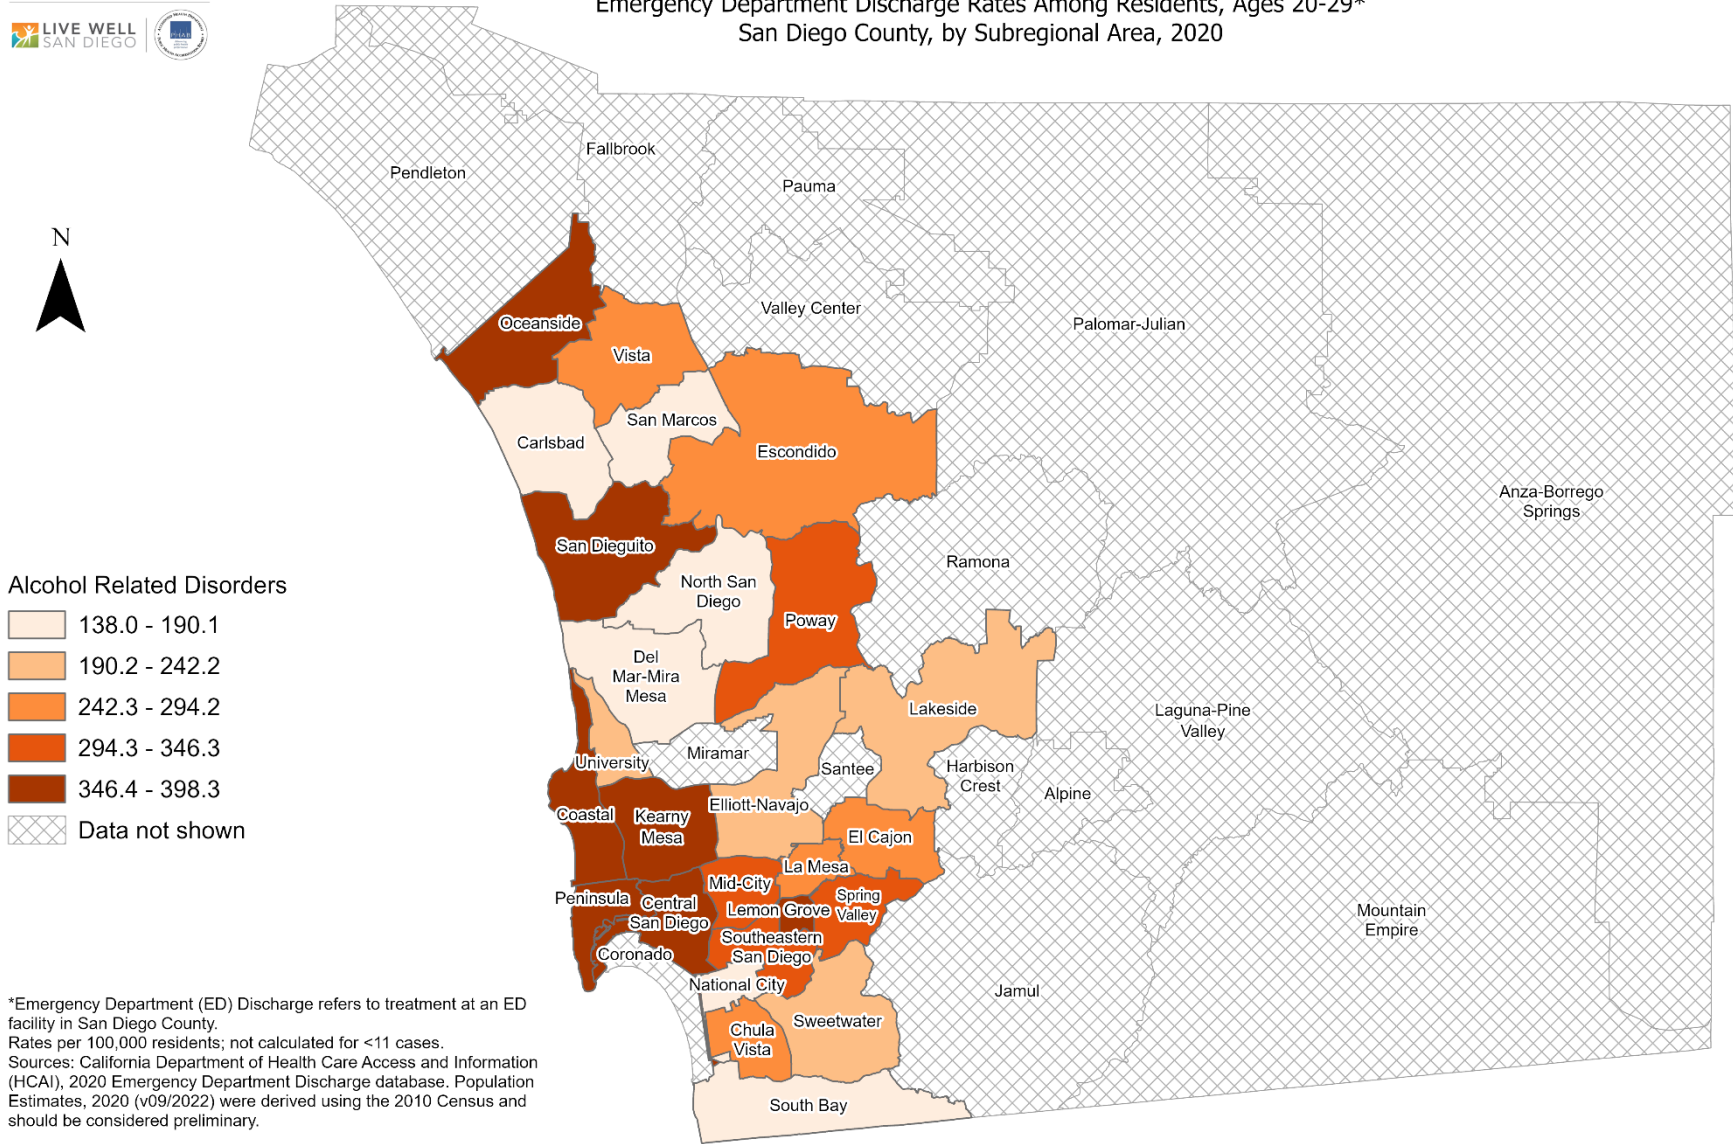 LIVE WELL
SAN DIEGO
PHAB
Emergency Department Discharge Rates Among Residents, Ages 20-29*
San Diego County, by Subregional Area, 2020
Fallbrook
Pendleton
Pauma
N
Valley Center
Oceanside
Palomar-Julian
Vista
San Marcos
Carlsbad
Escondido
Anza-Borrego
Springs
San Dieguito
Ramona
North San
Diego
Poway
Del
Mar-Mira
Mesa
Lakeside
Laguna-Pine
Valley
Miramar
University
Santee
Harbison
Crest
Alpine
Elliott-Navajo
Coastal
Kearny
Mesa
El Cajon
La Mesa
Mid-City
Peninsula
Central
San Diego
Lemon Grove
Spring
Valley
Mountain
Empire
Southeastern
San Diego
Coronado
National City
Jamul
Sweetwater
Chula
Vista
South Bay
Alcohol Related Disorders
138.0 - 190.1
190.2 - 242.2
242.3 - 294.2
294.3 - 346.3
346.4 - 398.3
Data not shown
*Emergency Department (ED) Discharge refers to treatment at an ED
facility in San Diego County.
Rates per 100,000 residents; not calculated for <11 cases.
Sources: California Department of Health Care Access and Information
(HCAI), 2020 Emergency Department Discharge database. Population
Estimates, 2020 (v09/2022) were derived using the 2010 Census and
should be considered preliminary.